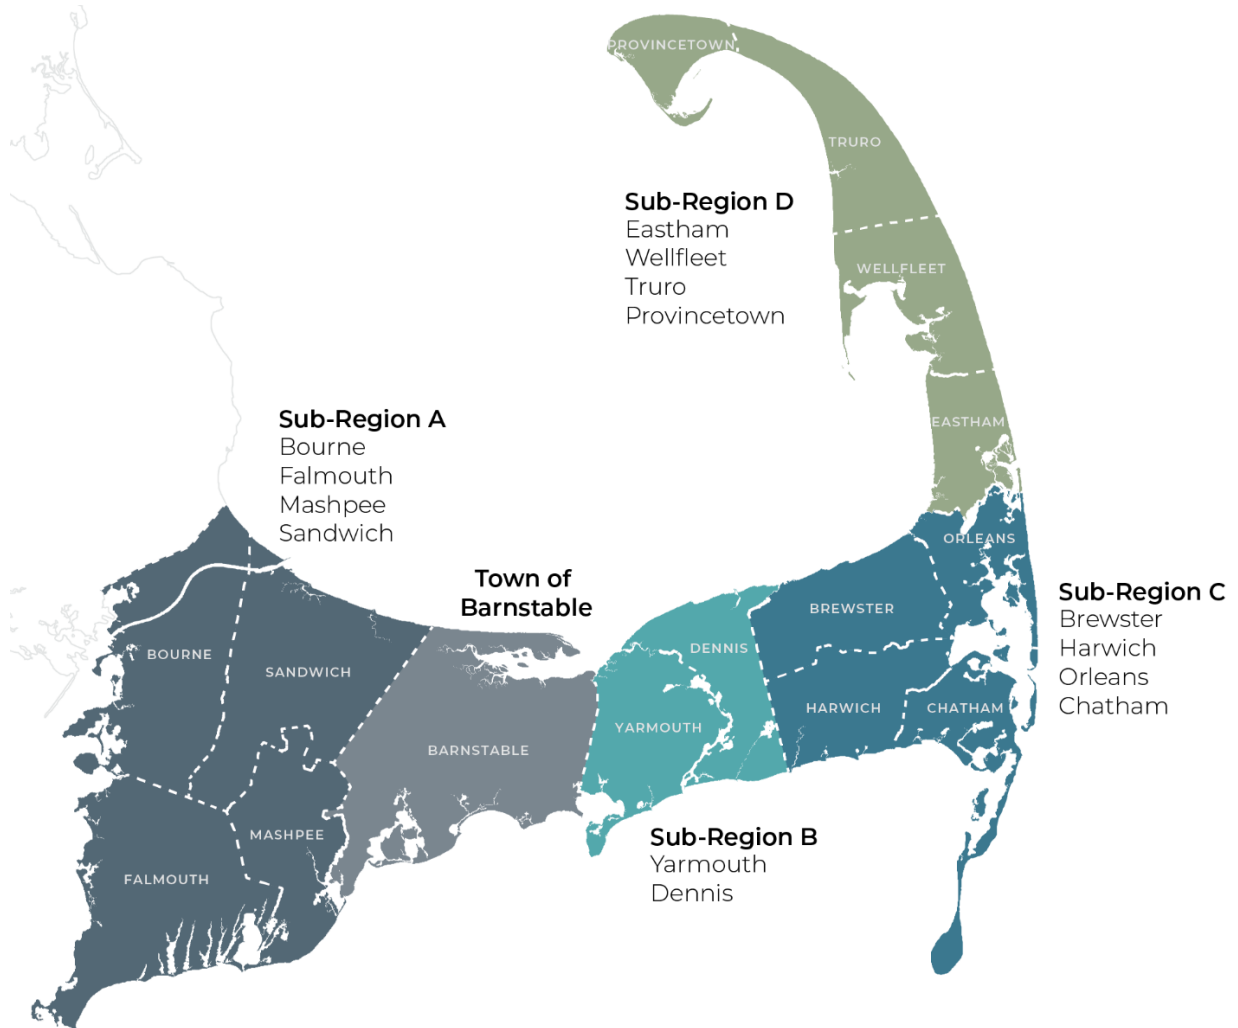 PROVINCETOWN
TRURO
Sub-Region D
Eastham
Wellfleet
Truro
Provincetown
WELLFLEET
EASTHAM
Sub-Region A
Bourne
Falmouth
Mashpee
Sandwich
ORLEANS
Town of
Barnstable
Sub-Region C
Brewster
Harwich
Orleans
Chatham
BREWSTER
DENNIS
BOURNE
SANDWICH
HARWICH
CHATHAM
YARMOUTH
BARNSTABLE
MASHPEE
FALMOUTH
Sub-Region B
Yarmouth
Dennis